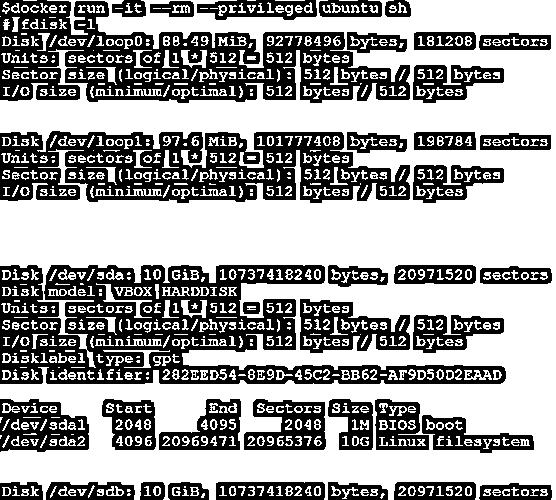 $docker run -it --rm --privileged ubuntu sh
# fdisk -l
Disk /dev/loop0: 88.49 MiB, 92778496 bytes, 181208 sectors
Units: sectors of 1 * 512 = 512 bytes
Sector size (logical/physical): 512 bytes / 512 bytes
I/O size (minimum/optimal): 512 bytes / 512 bytes
Disk /dev/loop1: 97.6 MiB, 101777408 bytes, 198784 sectors
Units: sectors of 1 * 512 = 512 bytes
Sector size (logical/physical): 512 bytes / 512 bytes
I/O size (minimum/optimal): 512 bytes / 512 bytes
Disk /dev/sda: 10 GiB, 10737418240 bytes, 20971520 sectors
Disk model: VBOX HARDDISK
Units: sectors of 1 * 512 = 512 bytes
Sector size (logical/physical): 512 bytes / 512 bytes
I/O size (minimum/optimal): 512 bytes / 512 bytes
Disklabel type: gpt
Disk identifier: 282EED54-8E9D-45C2-BB62-AF9D50D2EAAD
Device Start End Sectors Size Type
/dev/sda1 2048 4095 2048 1M BIOS boot
/dev/sda2 4096 20969471 20965376 10G Linux filesystem
Disk /dev/sdb: 10 GiB, 10737418240 bytes, 20971520 sectors